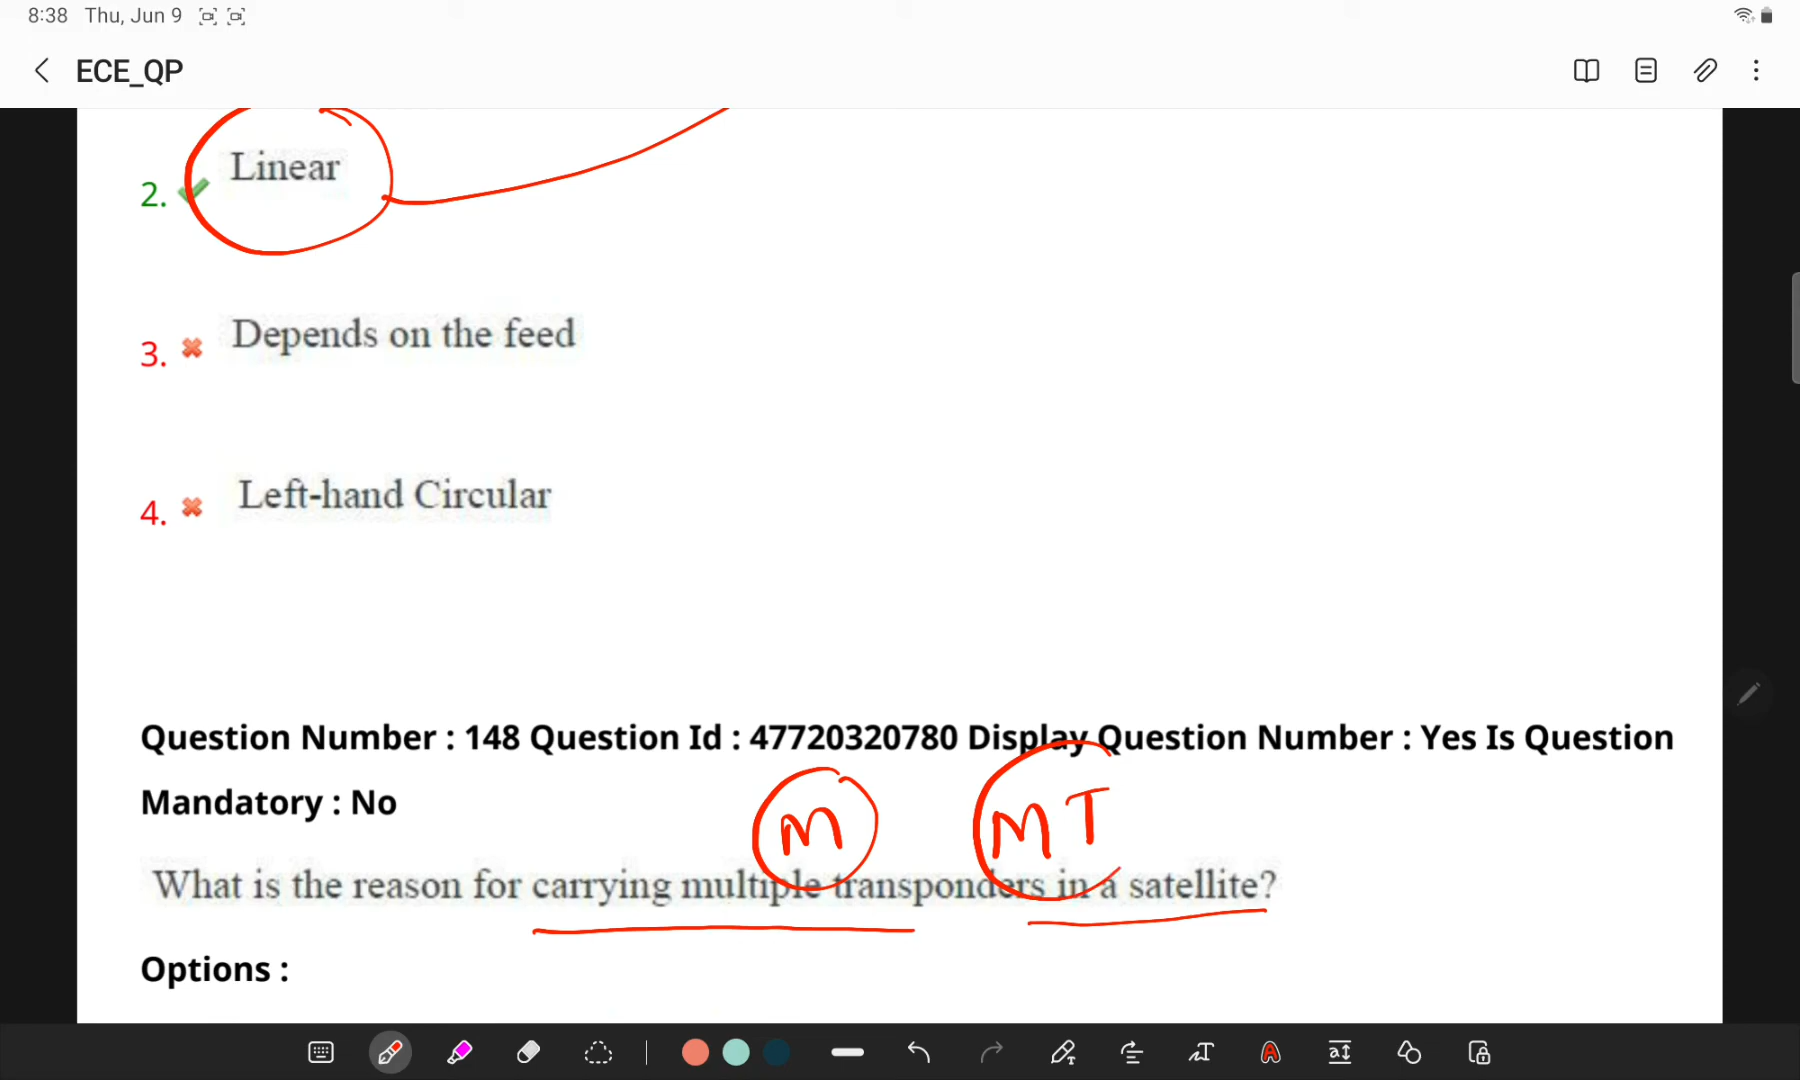 8:38 Thu, Jun 9
ECE_QP
Linear
2.
Depends on the feed
3.
Left-hand Circular
4.
Question Number : 148 Question Id : 47720320780 Display Question Number : Yes Is Question
Mandatory : No
M MT
What is the reason for carrying multiple transponders in a satellite?
Options :